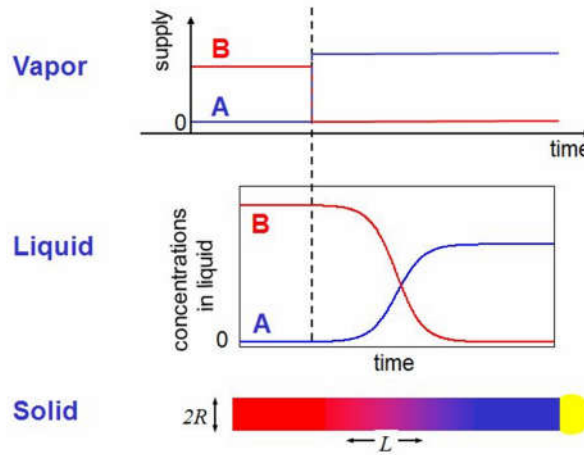 Vapor
supply
B
A
0
time
Liquid
concentrations
in liquid
B
A
0
time
Solid
2R
L